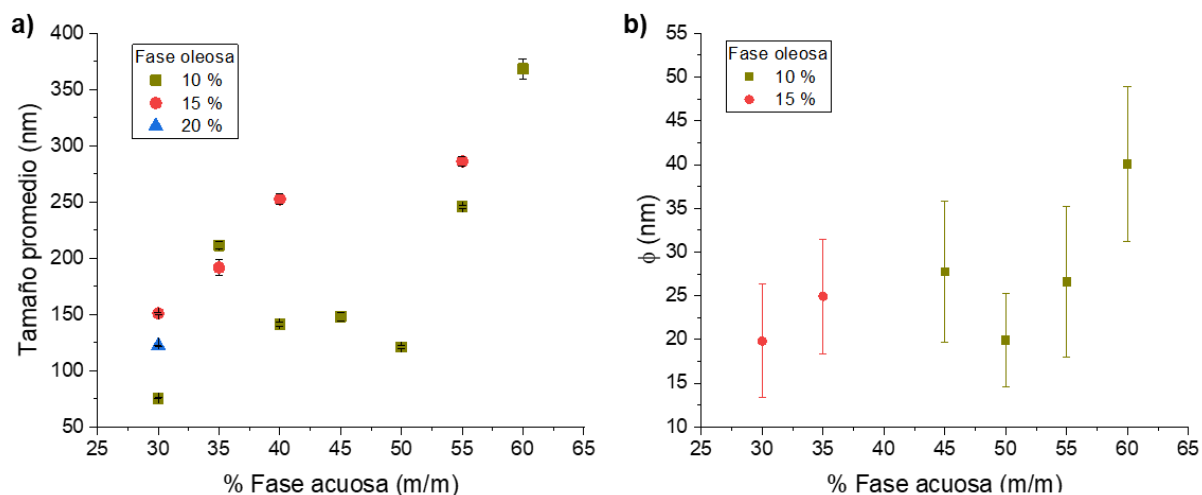 a)
Tamaño promedio (nm)
400
350
300
250
200
150
100
50
Fase oleosa
10 %
15 %
20 %
25 30 35 40 45 50 55 60 65
% Fase acuosa (m/m)
b)
ϕ (nm)
55
50
45
40
35
30
25
20
15
10
Fase oleosa
10 %
15 %
25 30 35 40 45 50 55 60 65
% Fase acuosa (m/m)